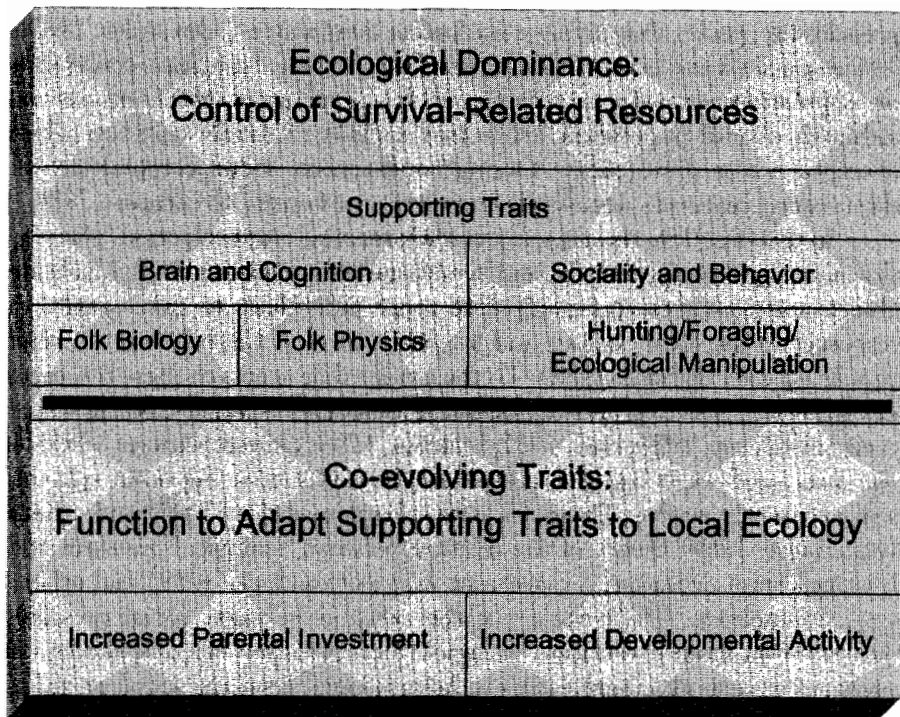 Ecological Dominance:
Control of Survival-Related Resources
Supporting Traits
Brain and Cognition
Sociality and Behavior
Folk Biology
Folk Physics
Hunting/Foraging/
Ecological Manipulation
Co-evolving Traits:
Function to Adapt Supporting Traits to Local Ecology
Increased Parental Investment
Increased Developmental Activity